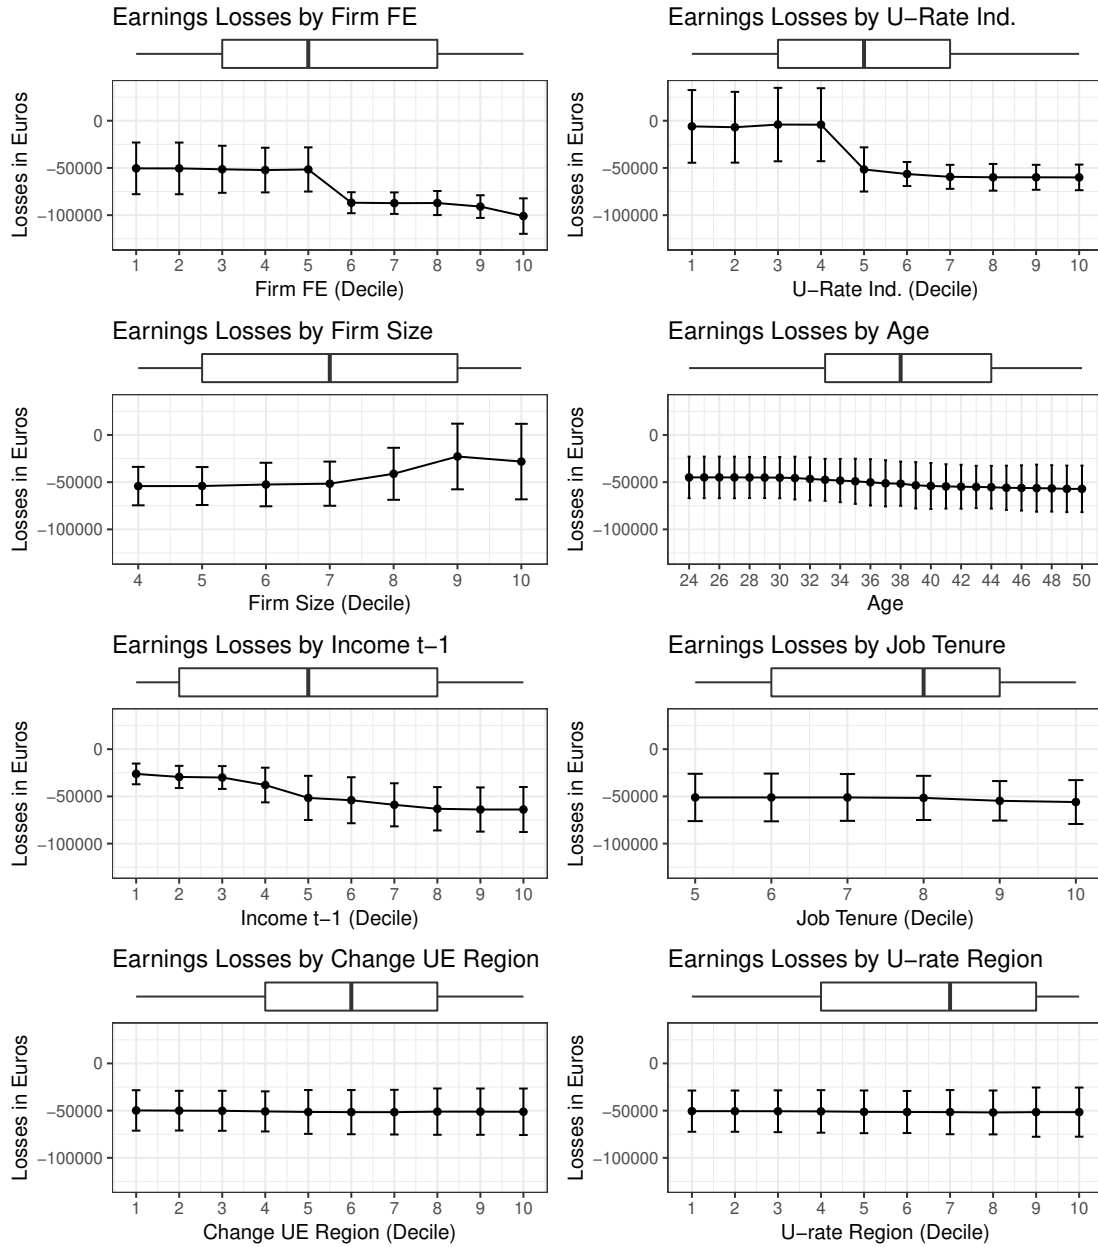 Earnings Losses by Firm FE
Losses in Euros
0
−50000
−100000
1 2 3 4 5 6 7 8 9 10
Firm FE (Decile)
Earnings Losses by U−Rate Ind.
Losses in Euros
0
−50000
−100000
1 2 3 4 5 6 7 8 9 10
U−Rate Ind. (Decile)
Earnings Losses by Firm Size
Losses in Euros
0
−50000
−100000
4 5 6 7 8 9 10
Firm Size (Decile)
Earnings Losses by Age
Losses in Euros
0
−50000
−100000
24 26 28 30 32 34 36 38 40 42 44 46 48 50
Age
Earnings Losses by Income t−1
Losses in Euros
0
−50000
−100000
1 2 3 4 5 6 7 8 9 10
Income t−1 (Decile)
Earnings Losses by Job Tenure
Losses in Euros
0
−50000
−100000
5 6 7 8 9 10
Job Tenure (Decile)
Earnings Losses by Change UE Region
Losses in Euros
0
−50000
−100000
1 2 3 4 5 6 7 8 9 10
Change UE Region (Decile)
Earnings Losses by U−rate Region
Losses in Euros
0
−50000
−100000
1 2 3 4 5 6 7 8 9 10
U−rate Region (Decile)